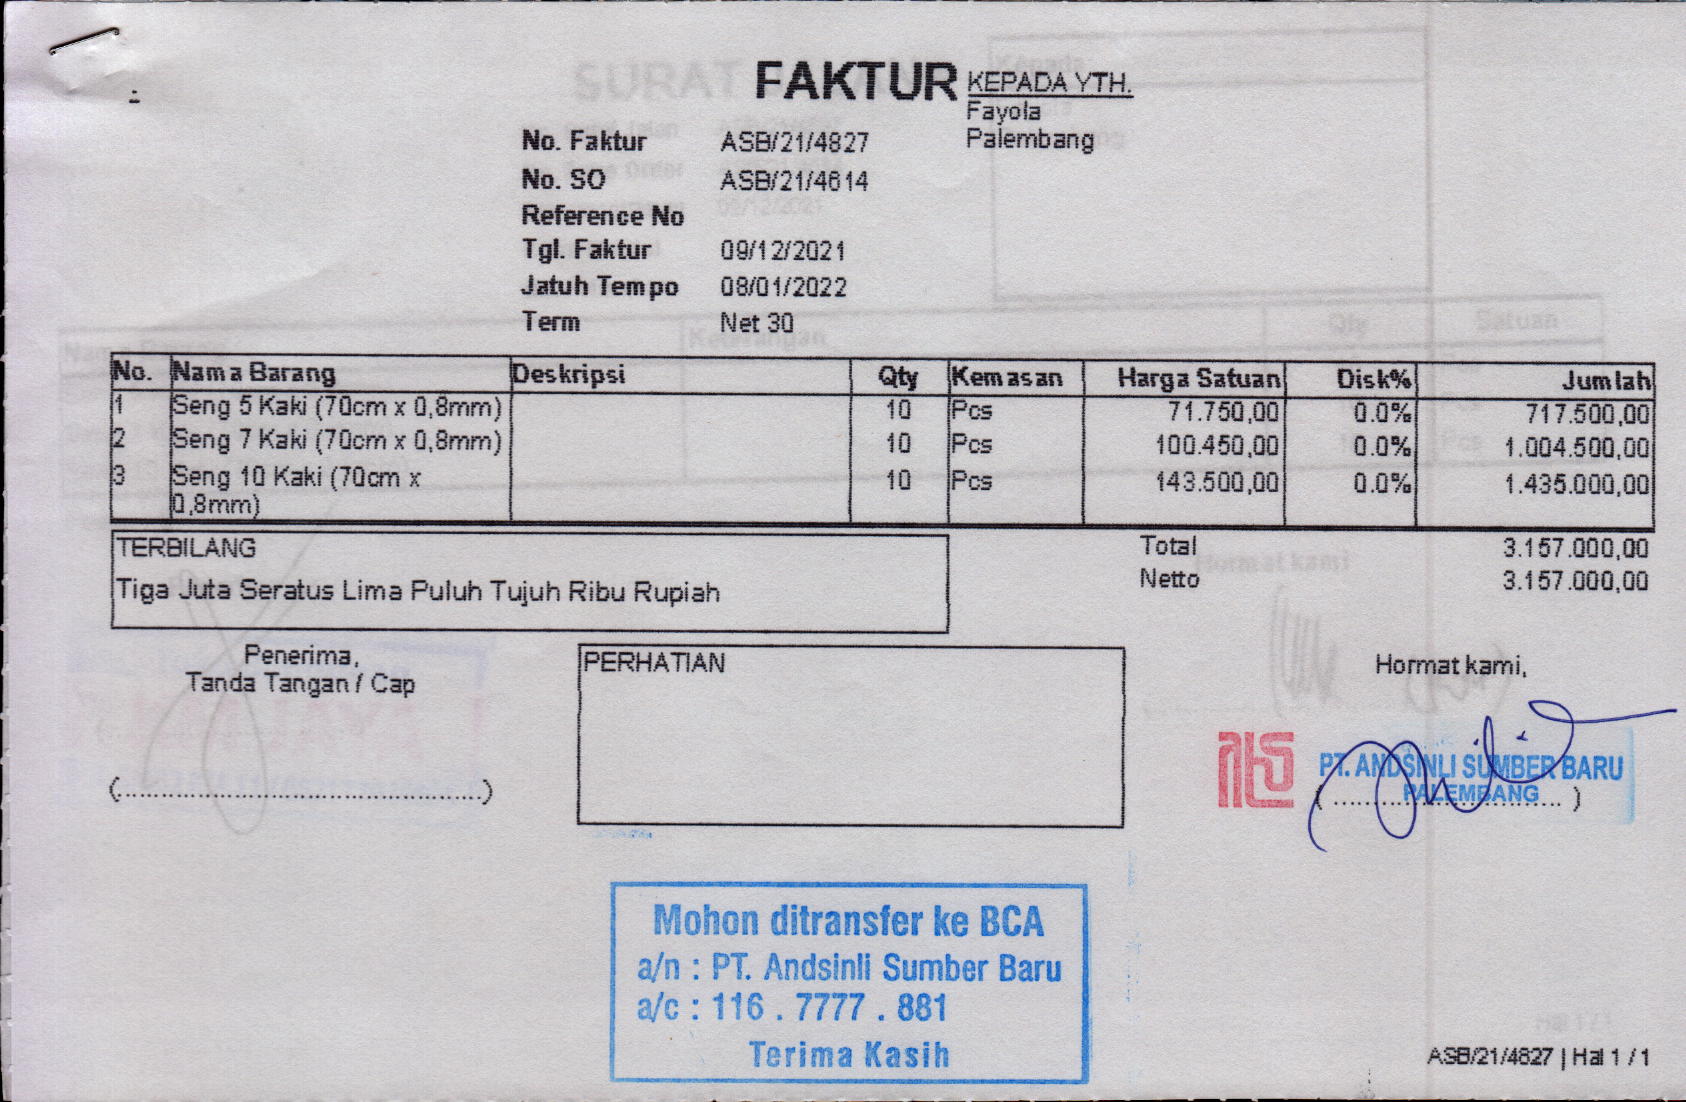 FAKTUR
KEPADA YTH.
Fayola
Palembang
No. Faktur ASB/21/4827
No. SO ASB/21/4614
Reference No
Tgl. Faktur 09/12/2021
Jatuh Tempo 08/01/2022
Term Net 30
No. Nama Barang Deskripsi Qty Kemasan Harga Satuan Disk% Jumlah
1 Seng 5 Kaki (70cm x 0,8mm) 10 Pcs 71.750,00 0.0% 717.500,00
2 Seng 7 Kaki (70cm x 0,8mm) 10 Pcs 100.450,00 0.0% 1.004.500,00
3 Seng 10 Kaki (70cm x 10 Pcs 143.500,00 0.0% 1.435.000,00
0,8mm)
TERBILANG
Tiga Juta Seratus Lima Puluh Tujuh Ribu Rupiah
Total 3.157.000,00
Netto 3.157.000,00
Penerima,
Tanda Tangan / Cap
(................................................)
PERHATIAN
Hormat kami,
PT. ANDSINLI SUMBER BARU
PALEMBANG
Mohon ditransfer ke BCA
a/n : PT. Andsinli Sumber Baru
a/c : 116 . 7777 . 881
Terima Kasih
ASB/21/4827 | Hal 1 / 1